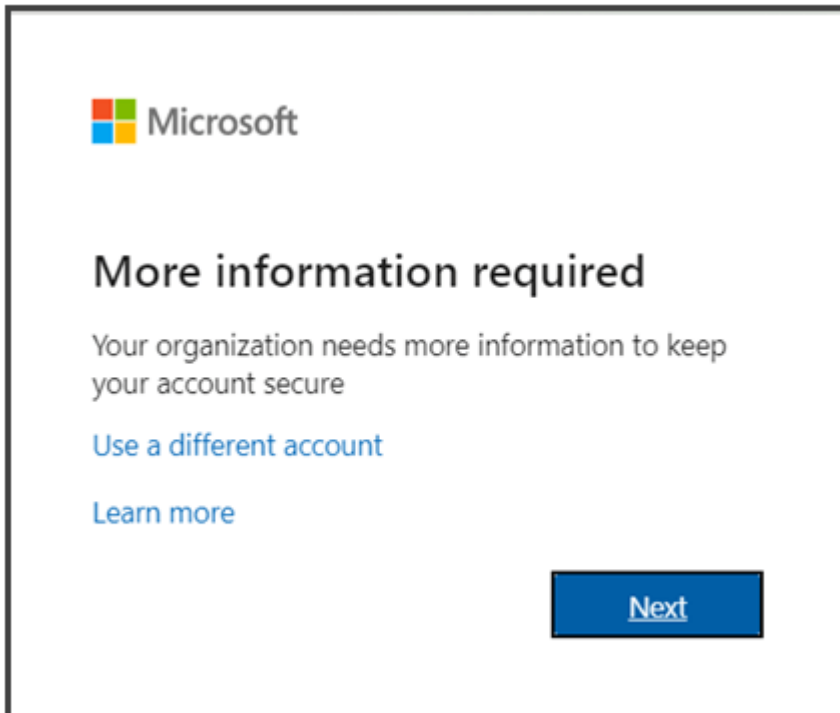 Microsoft
More information required
Your organization needs more information to keep
your account secure
Use a different account
Learn more
Next